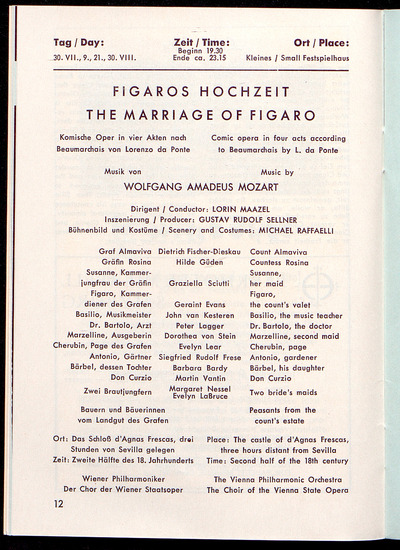 Tag / Day: Zeit / Time: Ort / Place:
30. VII., 9., 21., 30. VIII. Beginn 19.30 Kleines / Small Festspielhaus
Ende ca. 23.15
FIGAROS HOCHZEIT
THE MARRIAGE OF FIGARO
Komische Oper in vier Akten nach Comic opera in four acts according
Beaumarchais von Lorenzo da Ponte to Beaumarchais by L. da Ponte
Musik von Music by
WOLFGANG AMADEUS MOZART
Dirigent / Conductor: LORIN MAAZEL
Inszenierung / Producer: GUSTAV RUDOLF SELLNER
Bühnenbild und Kostüme / Scenery and Costumes: MICHAEL RAFFAELLI
Graf Almaviva Dietrich Fischer-Dieskau Count Almaviva
Gräfin Rosina Hilde Güden Countess Rosina
Susanne, Kammer- Susanne,
jungfrau der Gräfin Graziella Sciutti her maid
Figaro, Kammer- Figaro,
diener des Grafen Geraint Evans the count's valet
Basilio, Musikmeister John van Kesteren Basilio, the music teacher
Dr. Bartolo, Arzt Peter Lagger Dr. Bartolo, the doctor
Marzelline, Ausgeberin Dorothea von Stein Marzelline, second maid
Cherubin, Page des Grafen Evelyn Lear Cherubin, page
Antonio, Gärtner Siegfried Rudolf Frese Antonio, gardener
Bärbel, dessen Tochter Barbara Bardy Bärbel, his daughter
Don Curzio Martin Vantin Don Curzio
Zwei Brautjungfern Margaret Nessel Two bride's maids
Evelyn LaBruce
Bauern und Bäuerinnen Peasants from the
vom Landgut des Grafen count's estate
Ort: Das Schloß d'Agnas Frescas, drei Place: The castle of d'Agnas Frescas,
Stunden von Sevilla gelegen three hours distant from Sevilla
Zeit: Zweite Hälfte des 18. Jahrhunderts Time: Second half of the 18th century
Wiener Philharmoniker The Vienna Philharmonic Orchestra
Der Chor der Wiener Staatsoper The Choir of the Vienna State Opera
12